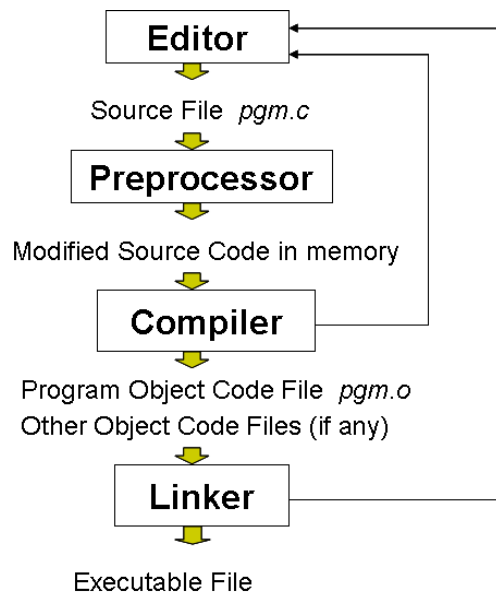 Editor
Source File pgm.c
Preprocessor
Modified Source Code in memory
Compiler
Program Object Code File pgm.o
Other Object Code Files (if any)
Linker
Executable File